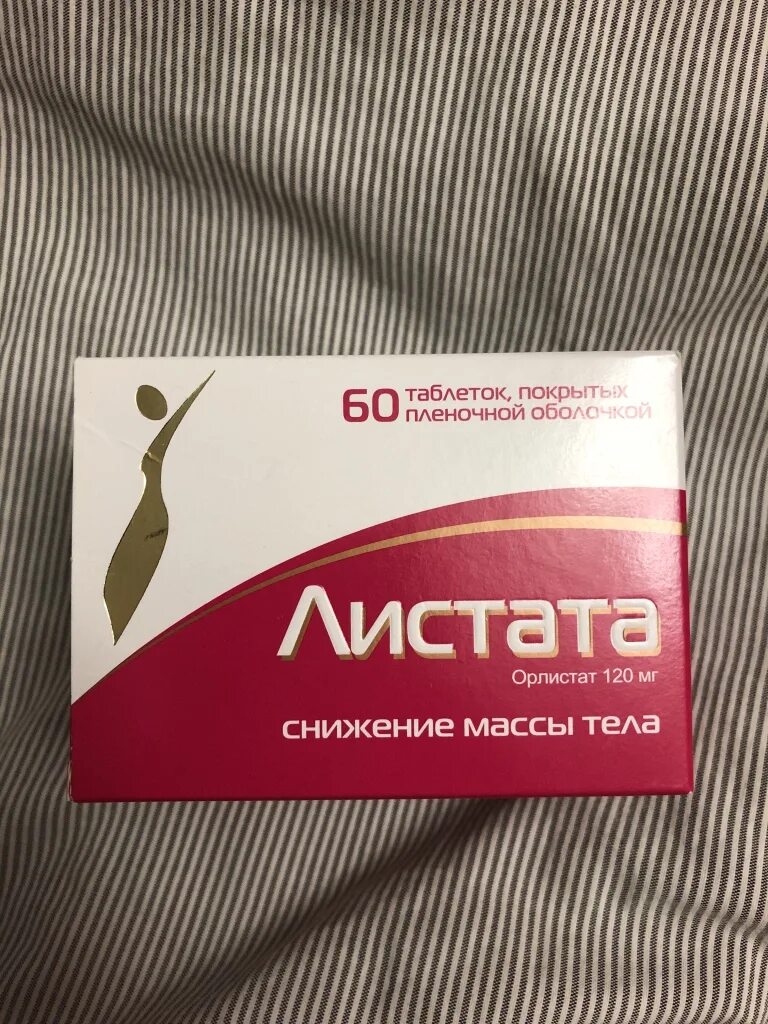 60 таблеток, покрытых
пленочной оболочкой
Листата
Орлистат 120 мг
снижение массы тела